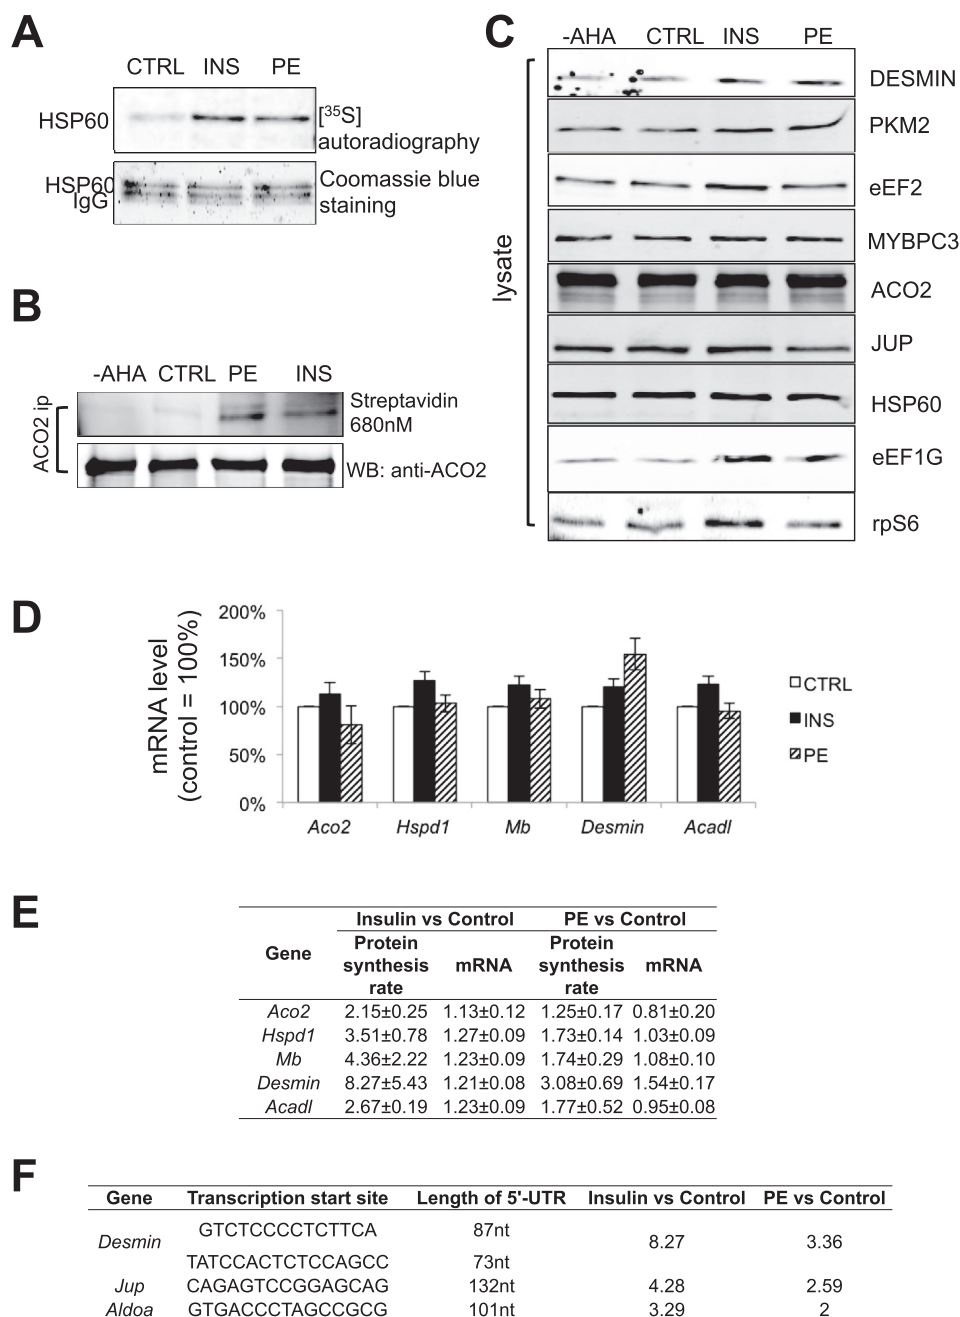 A
CTRL INS PE
HSP60
[³⁵S]
autoradiography
HSP60
IgG
Coomassie blue
staining
B
-AHA CTRL PE INS
ACO2 ip
Streptavidin
680nM
WB: anti-ACO2
C
-AHA CTRL INS PE
lysate
DESMIN
PKM2
eEF2
MYBPC3
ACO2
JUP
HSP60
eEF1G
rpS6
D
mRNA level
(control = 100%)
200%
150%
100%
50%
0%
Aco2 Hspd1 Mb Desmin Acadl
CTRL
INS
PE
E
Insulin vs Control PE vs Control
Gene Protein synthesis rate mRNA Protein synthesis rate mRNA
Aco2 2.15±0.25 1.13±0.12 1.25±0.17 0.81±0.20
Hspd1 3.51±0.78 1.27±0.09 1.73±0.14 1.03±0.09
Mb 4.36±2.22 1.23±0.09 1.74±0.29 1.08±0.10
Desmin 8.27±5.43 1.21±0.08 3.08±0.69 1.54±0.17
Acadl 2.67±0.19 1.23±0.09 1.77±0.52 0.95±0.08
F
Gene Transcription start site Length of 5'-UTR Insulin vs Control PE vs Control
Desmin GTCTCCCCTCTTCA 87nt 8.27 3.36
TATCCACTCTCCAGCC 73nt
Jup CAGAGTCCGGAGCAG 132nt 4.28 2.59
Aldoa GTGACCCTAGCCGCG 101nt 3.29 2